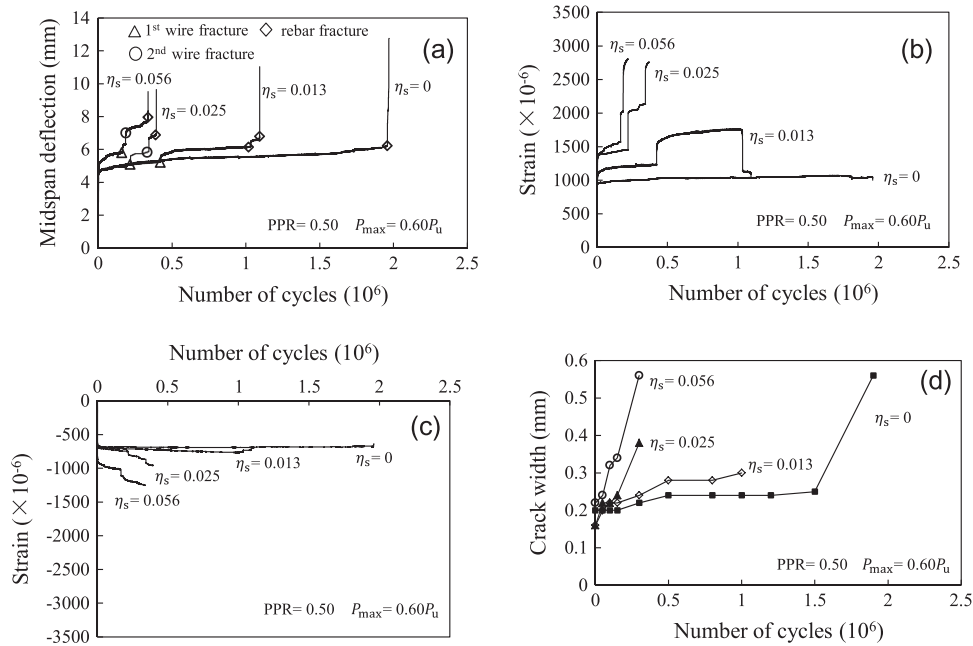 (a)
Midspan deflection (mm)
14
12
10
8
6
4
2
0
△ 1st wire fracture ◇ rebar fracture
○ 2nd wire fracture
ηs= 0.056
ηs= 0.025
ηs= 0.013
ηs= 0
PPR= 0.50 Pmax= 0.60Pu
0 0.5 1 1.5 2 2.5
Number of cycles (10⁶)
(b)
Strain (×10⁻⁶)
3500
3000
2500
2000
1500
1000
500
0
ηs= 0.056
ηs= 0.025
ηs= 0.013
ηs= 0
PPR= 0.50 Pmax= 0.60Pu
0 0.5 1 1.5 2 2.5
Number of cycles (10⁶)
Number of cycles (10⁶)
0 0.5 1 1.5 2 2.5
(c)
Strain (×10⁻⁶)
0
-500
-1000
-1500
-2000
-2500
-3000
-3500
ηs= 0
ηs= 0.013
ηs= 0.025
ηs= 0.056
PPR= 0.50 Pmax= 0.60Pu
(d)
Crack width (mm)
0.6
0.5
0.4
0.3
0.2
0.1
0
ηs= 0.056
ηs= 0
ηs= 0.025
ηs= 0.013
PPR= 0.50 Pmax= 0.60Pu
0 0.5 1 1.5 2 2.5
Number of cycles (10⁶)